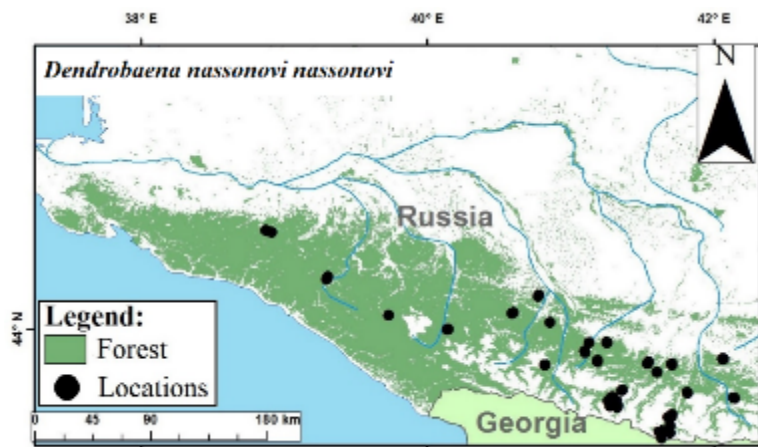 38° E 40° E 42° E
Dendrobaena nassonovi nassonovi
N
Russia
44° N
Legend:
Forest
Locations
0 45 90 180 km
Georgia